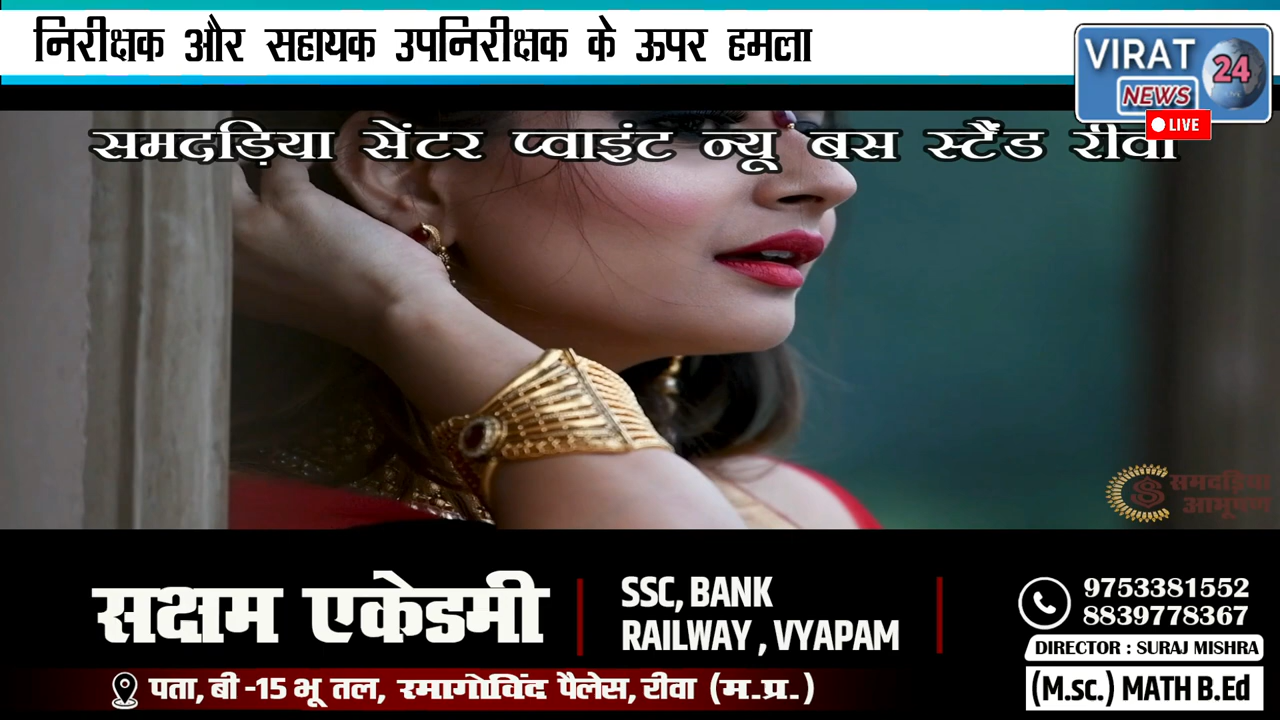 निरीक्षक और सहायक उपनिरीक्षक के ऊपर हमला
VIRAT 24
NEWS
LIVE
समदड़िया सेंटर प्वाइंट न्यू बस स्टैंड रीवा
समदड़िया
आभूषण
सक्षम एकेडमी
SSC, BANK
RAILWAY , VYAPAM
9753381552
8839778367
DIRECTOR : SURAJ MISHRA
(M.sc.) MATH B.Ed
पता, बी -15 भू तल, रमागोविंद पैलेस, रीवा (म.प्र.)